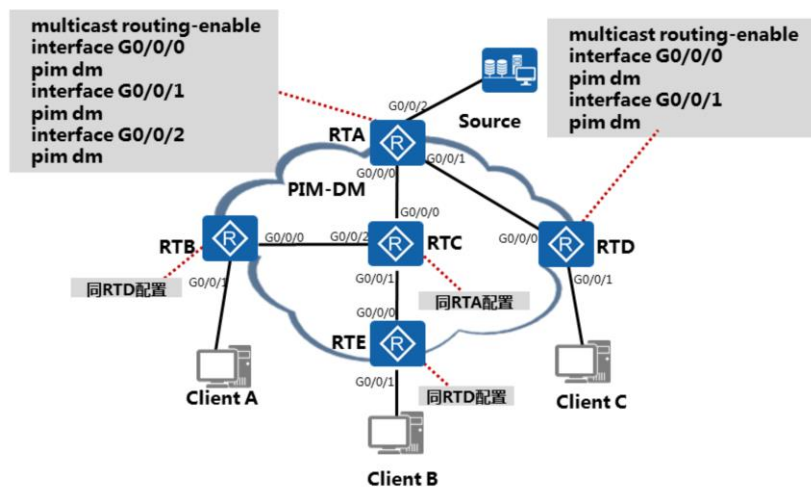 multicast routing-enable
interface G0/0/0
pim dm
interface G0/0/1
pim dm
interface G0/0/2
pim dm
multicast routing-enable
interface G0/0/0
pim dm
interface G0/0/1
pim dm
G0/0/2
Source
RTA
G0/0/1
G0/0/0
PIM-DM
G0/0/0
RTB
G0/0/0
G0/0/2
RTC
G0/0/0
RTD
G0/0/1
G0/0/1
G0/0/1
同RTD配置
同RTA配置
G0/0/0
RTE
G0/0/1
同RTD配置
Client A
Client C
Client B